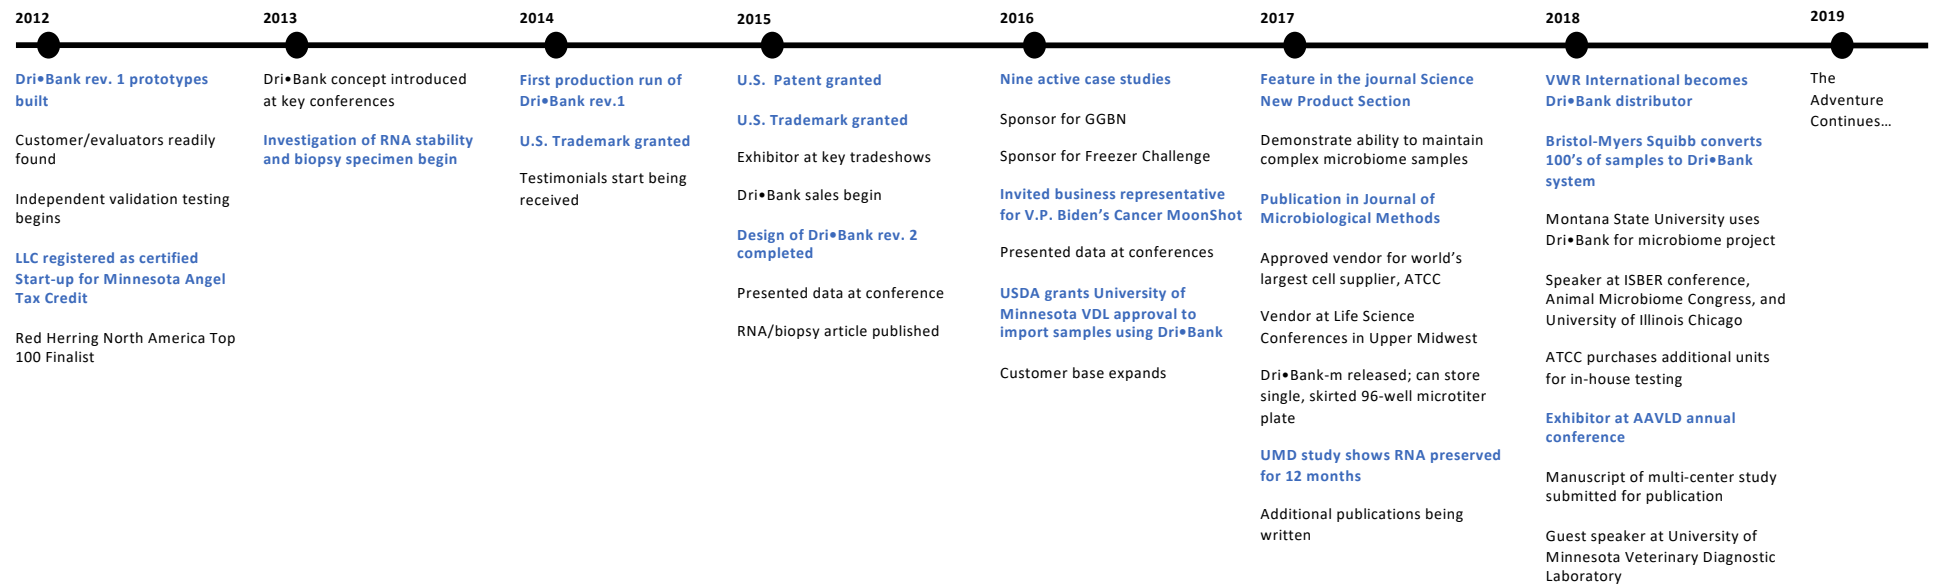 2012
Dri•Bank rev. 1 prototypes
built
Customer/evaluators readily
found
Independent validation testing
begins
LLC registered as certified
Start-up for Minnesota Angel
Tax Credit
Red Herring North America Top
100 Finalist
2013
Dri•Bank concept introduced
at key conferences
Investigation of RNA stability
and biopsy specimen begin
2014
First production run of
Dri•Bank rev.1
U.S. Trademark granted
Testimonials start being
received
2015
U.S. Patent granted
U.S. Trademark granted
Exhibitor at key tradeshows
Dri•Bank sales begin
Design of Dri•Bank rev. 2
completed
Presented data at conference
RNA/biopsy article published
2016
Nine active case studies
Sponsor for GGBN
Sponsor for Freezer Challenge
Invited business representative
for V.P. Biden's Cancer MoonShot
Presented data at conferences
USDA grants University of
Minnesota VDL approval to
import samples using Dri•Bank
Customer base expands
2017
Feature in the journal Science
New Product Section
Demonstrate ability to maintain
complex microbiome samples
Publication in Journal of
Microbiological Methods
Approved vendor for world's
largest cell supplier, ATCC
Vendor at Life Science
Conferences in Upper Midwest
Dri•Bank-m released; can store
single, skirted 96-well microtiter
plate
UMD study shows RNA preserved
for 12 months
Additional publications being
written
2018
VWR International becomes
Dri•Bank distributor
Bristol-Myers Squibb converts
100's of samples to Dri•Bank
system
Montana State University uses
Dri•Bank for microbiome project
Speaker at ISBER conference,
Animal Microbiome Congress, and
University of Illinois Chicago
ATCC purchases additional units
for in-house testing
Exhibitor at AAVLD annual
conference
Manuscript of multi-center study
submitted for publication
Guest speaker at University of
Minnesota Veterinary Diagnostic
Laboratory
2019
The
Adventure
Continues…